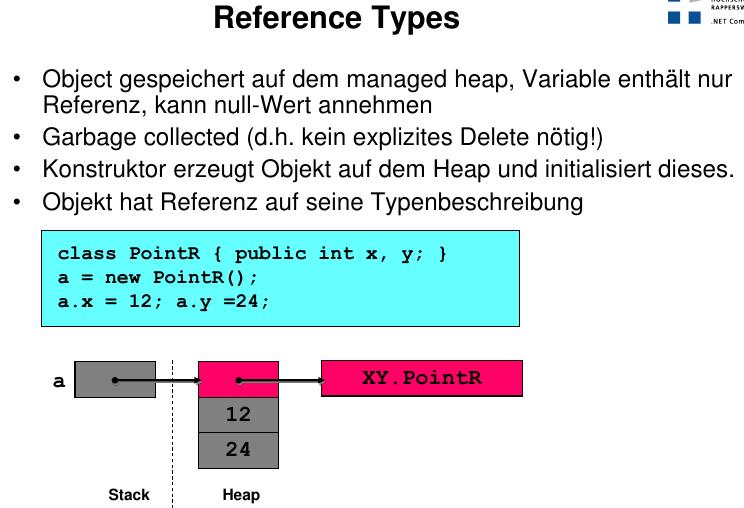 Reference Types
RAPPERSW
.NET Com
• Object gespeichert auf dem managed heap, Variable enthält nur
Referenz, kann null-Wert annehmen
• Garbage collected (d.h. kein explizites Delete nötig!)
• Konstruktor erzeugt Objekt auf dem Heap und initialisiert dieses.
• Objekt hat Referenz auf seine Typenbeschreibung
class PointR { public int x, y; }
a = new PointR();
a.x = 12; a.y =24;
a
XY.PointR
12
24
Stack
Heap